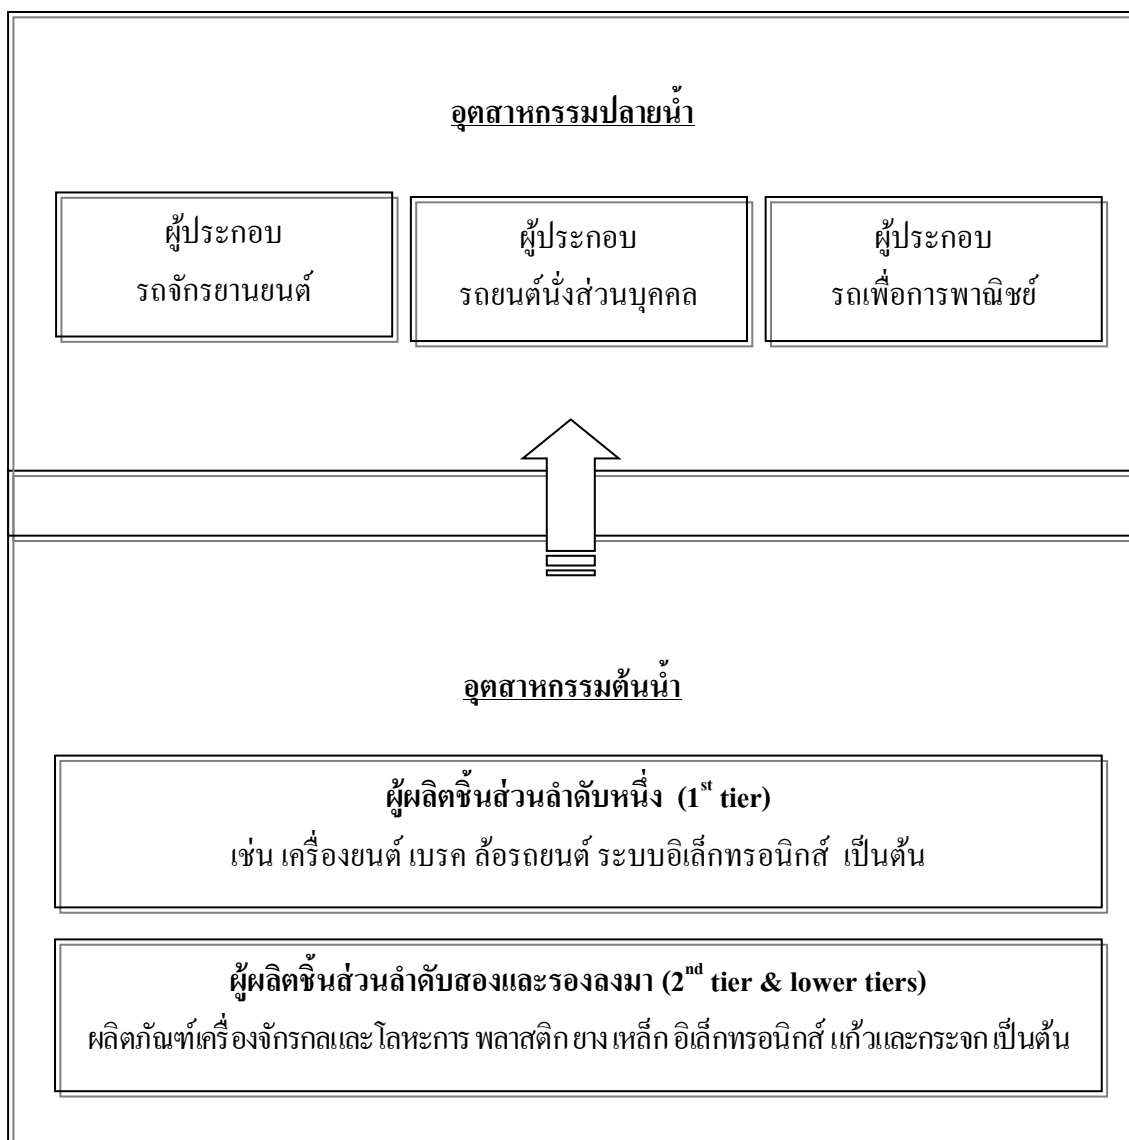 อุตสาหกรรมปลายน้ำ
ผู้ประกอบ
รถจักรยานยนต์
ผู้ประกอบ
รถยนต์นั่งส่วนบุคคล
ผู้ประกอบ
รถเพื่อการพาณิชย์
อุตสาหกรรมต้นน้ำ
ผู้ผลิตชิ้นส่วนลำดับหนึ่ง (1st tier)
เช่น เครื่องยนต์ เบรค ล้อรถยนต์ ระบบอิเล็กทรอนิกส์ เป็นต้น
ผู้ผลิตชิ้นส่วนลำดับสองและรองลงมา (2nd tier & lower tiers)
ผลิตภัณฑ์เครื่องจักรกลและโลหะการ พลาสติก ยาง เหล็ก อิเล็กทรอนิกส์ แก้วและกระจก เป็นต้น